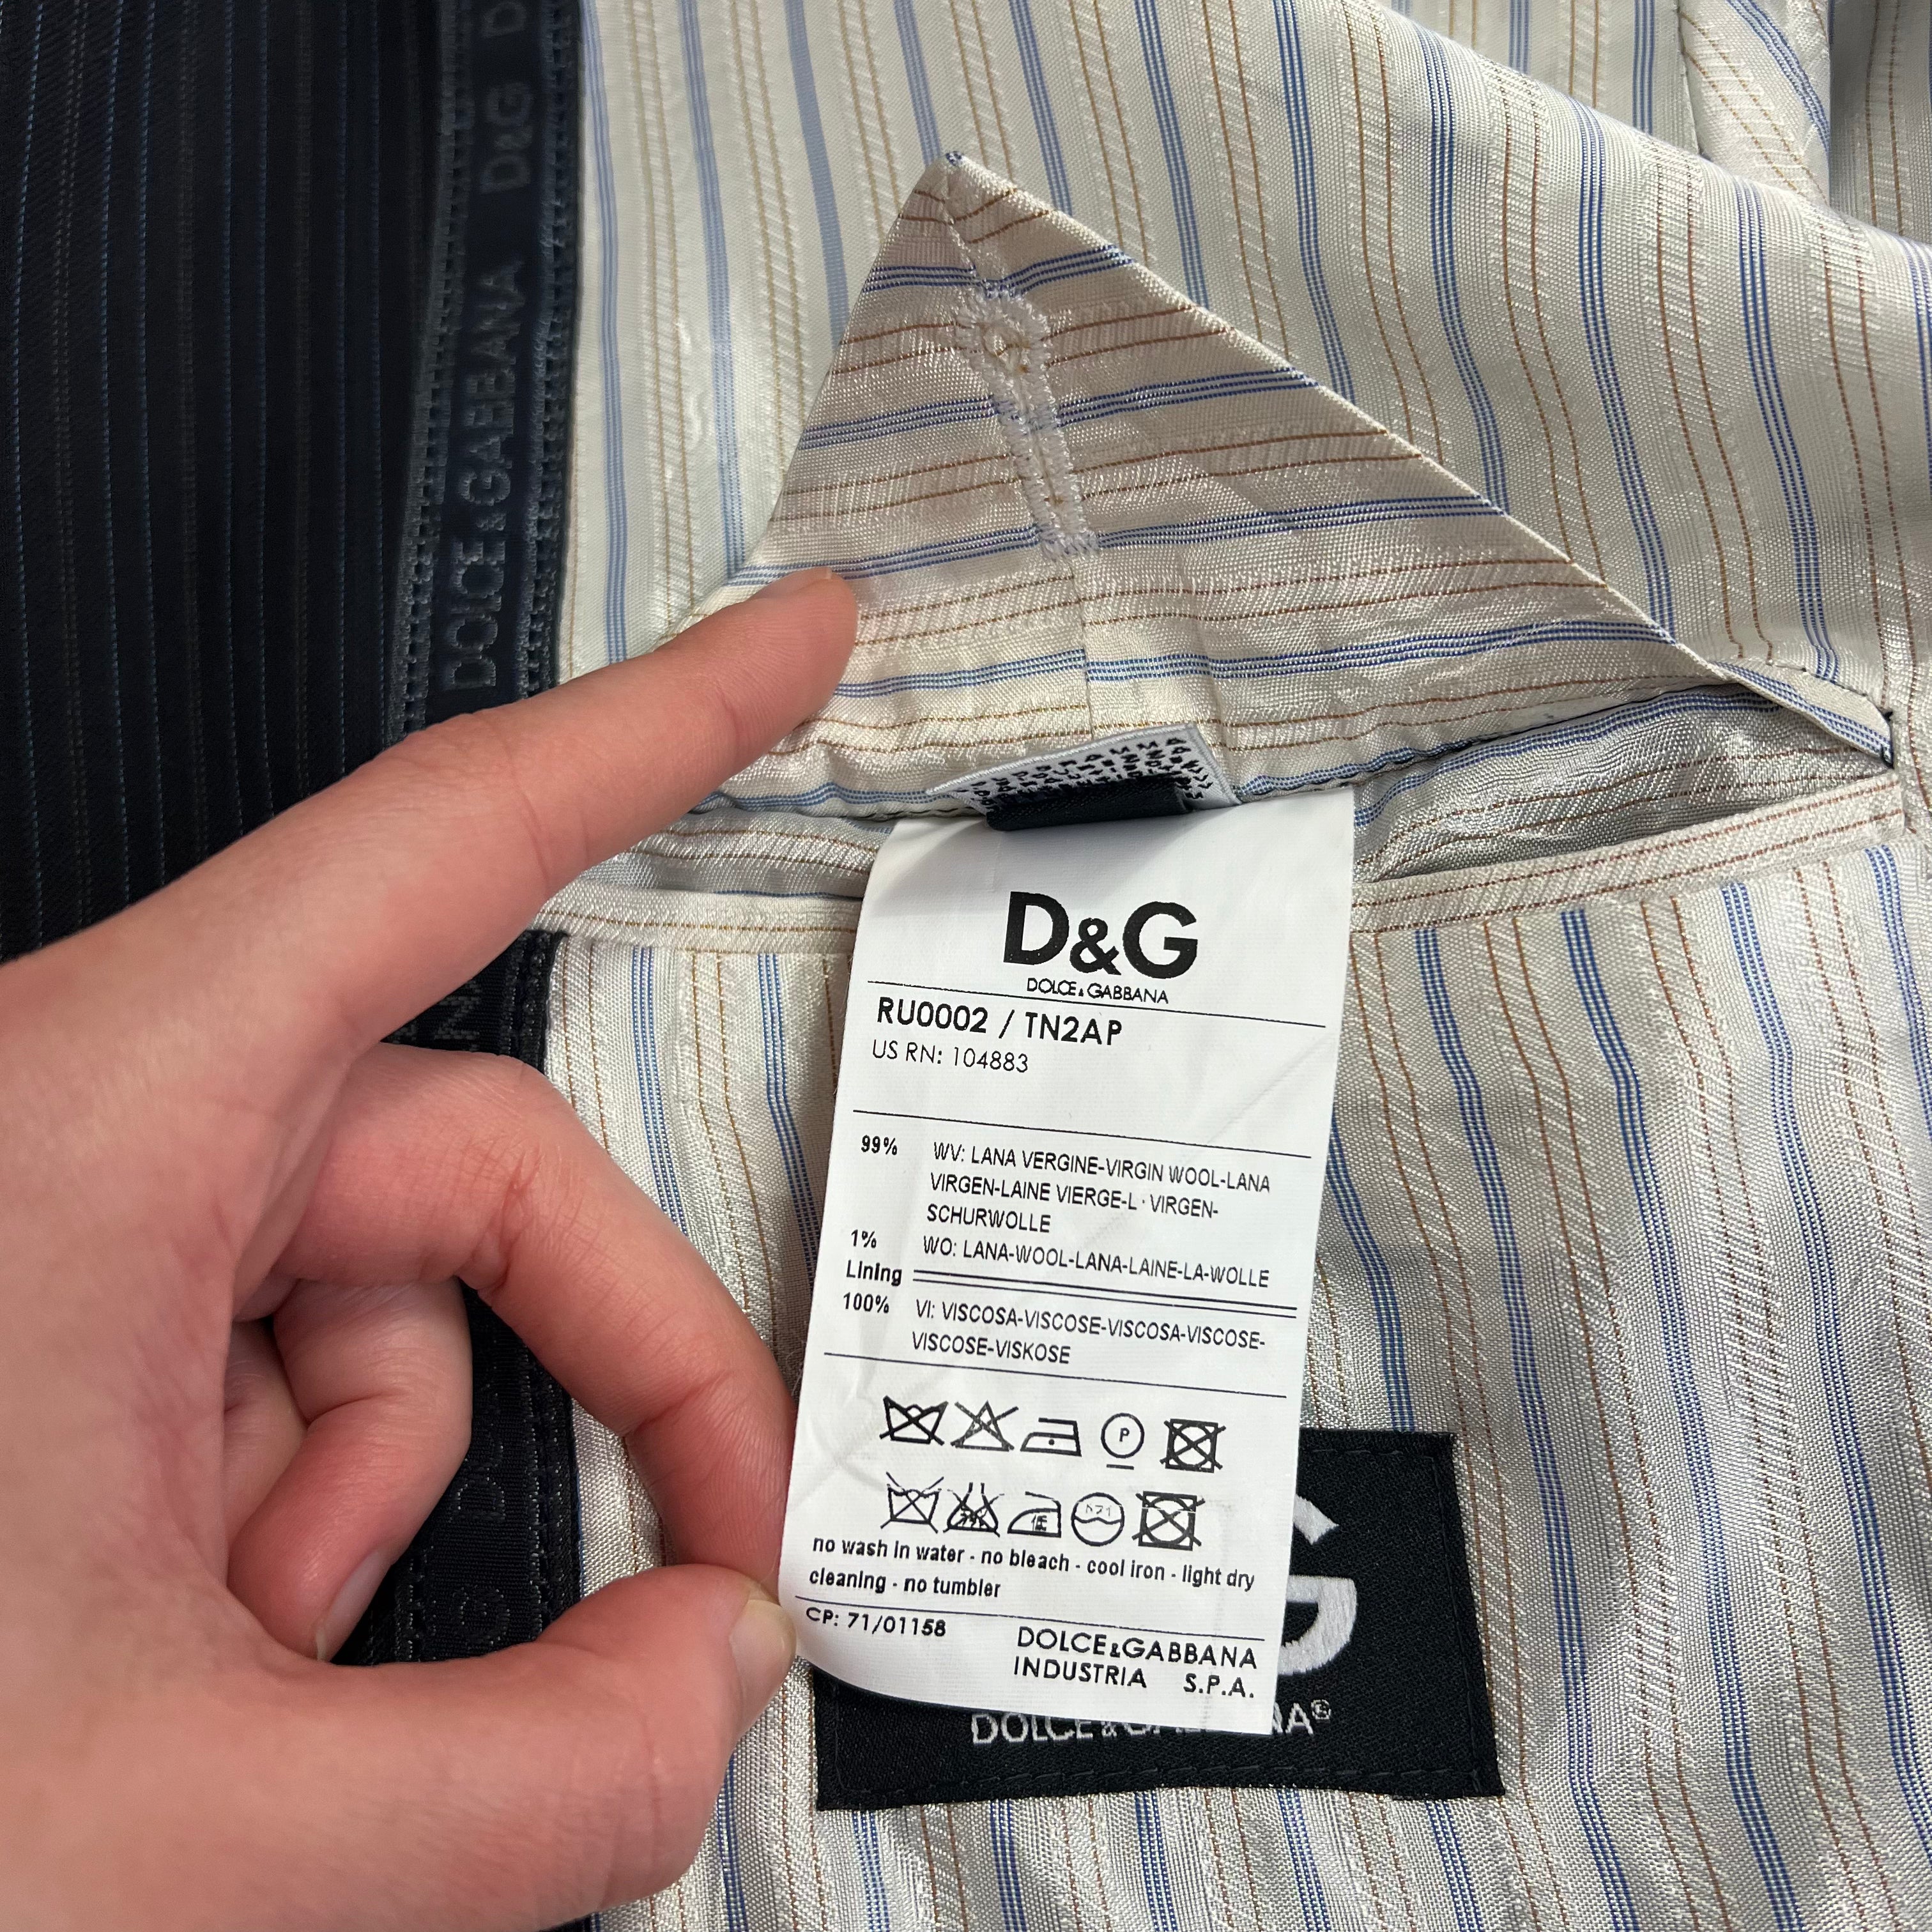 D&G D
DOLCE & GABBANA
D&G
DOLCE & GABBANA
RU0002 / TN2AP
US RN: 104883
99% WV: LANA VERGINE-VIRGIN WOOL-LANA
VIRGEN-LAINE VIERGE-L · VIRGEN-
SCHURWOLLE
1% WO: LANA-WOOL-LANA-LAINE-LA-WOLLE
Lining
100% VI: VISCOSA-VISCOSE-VISCOSA-VISCOSE-
VISCOSE-VISKOSE
P
no wash in water - no bleach - cool iron - light dry
cleaning - no tumbler
CP: 71/01158
DOLCE&GABBANA
INDUSTRIA S.P.A.
G